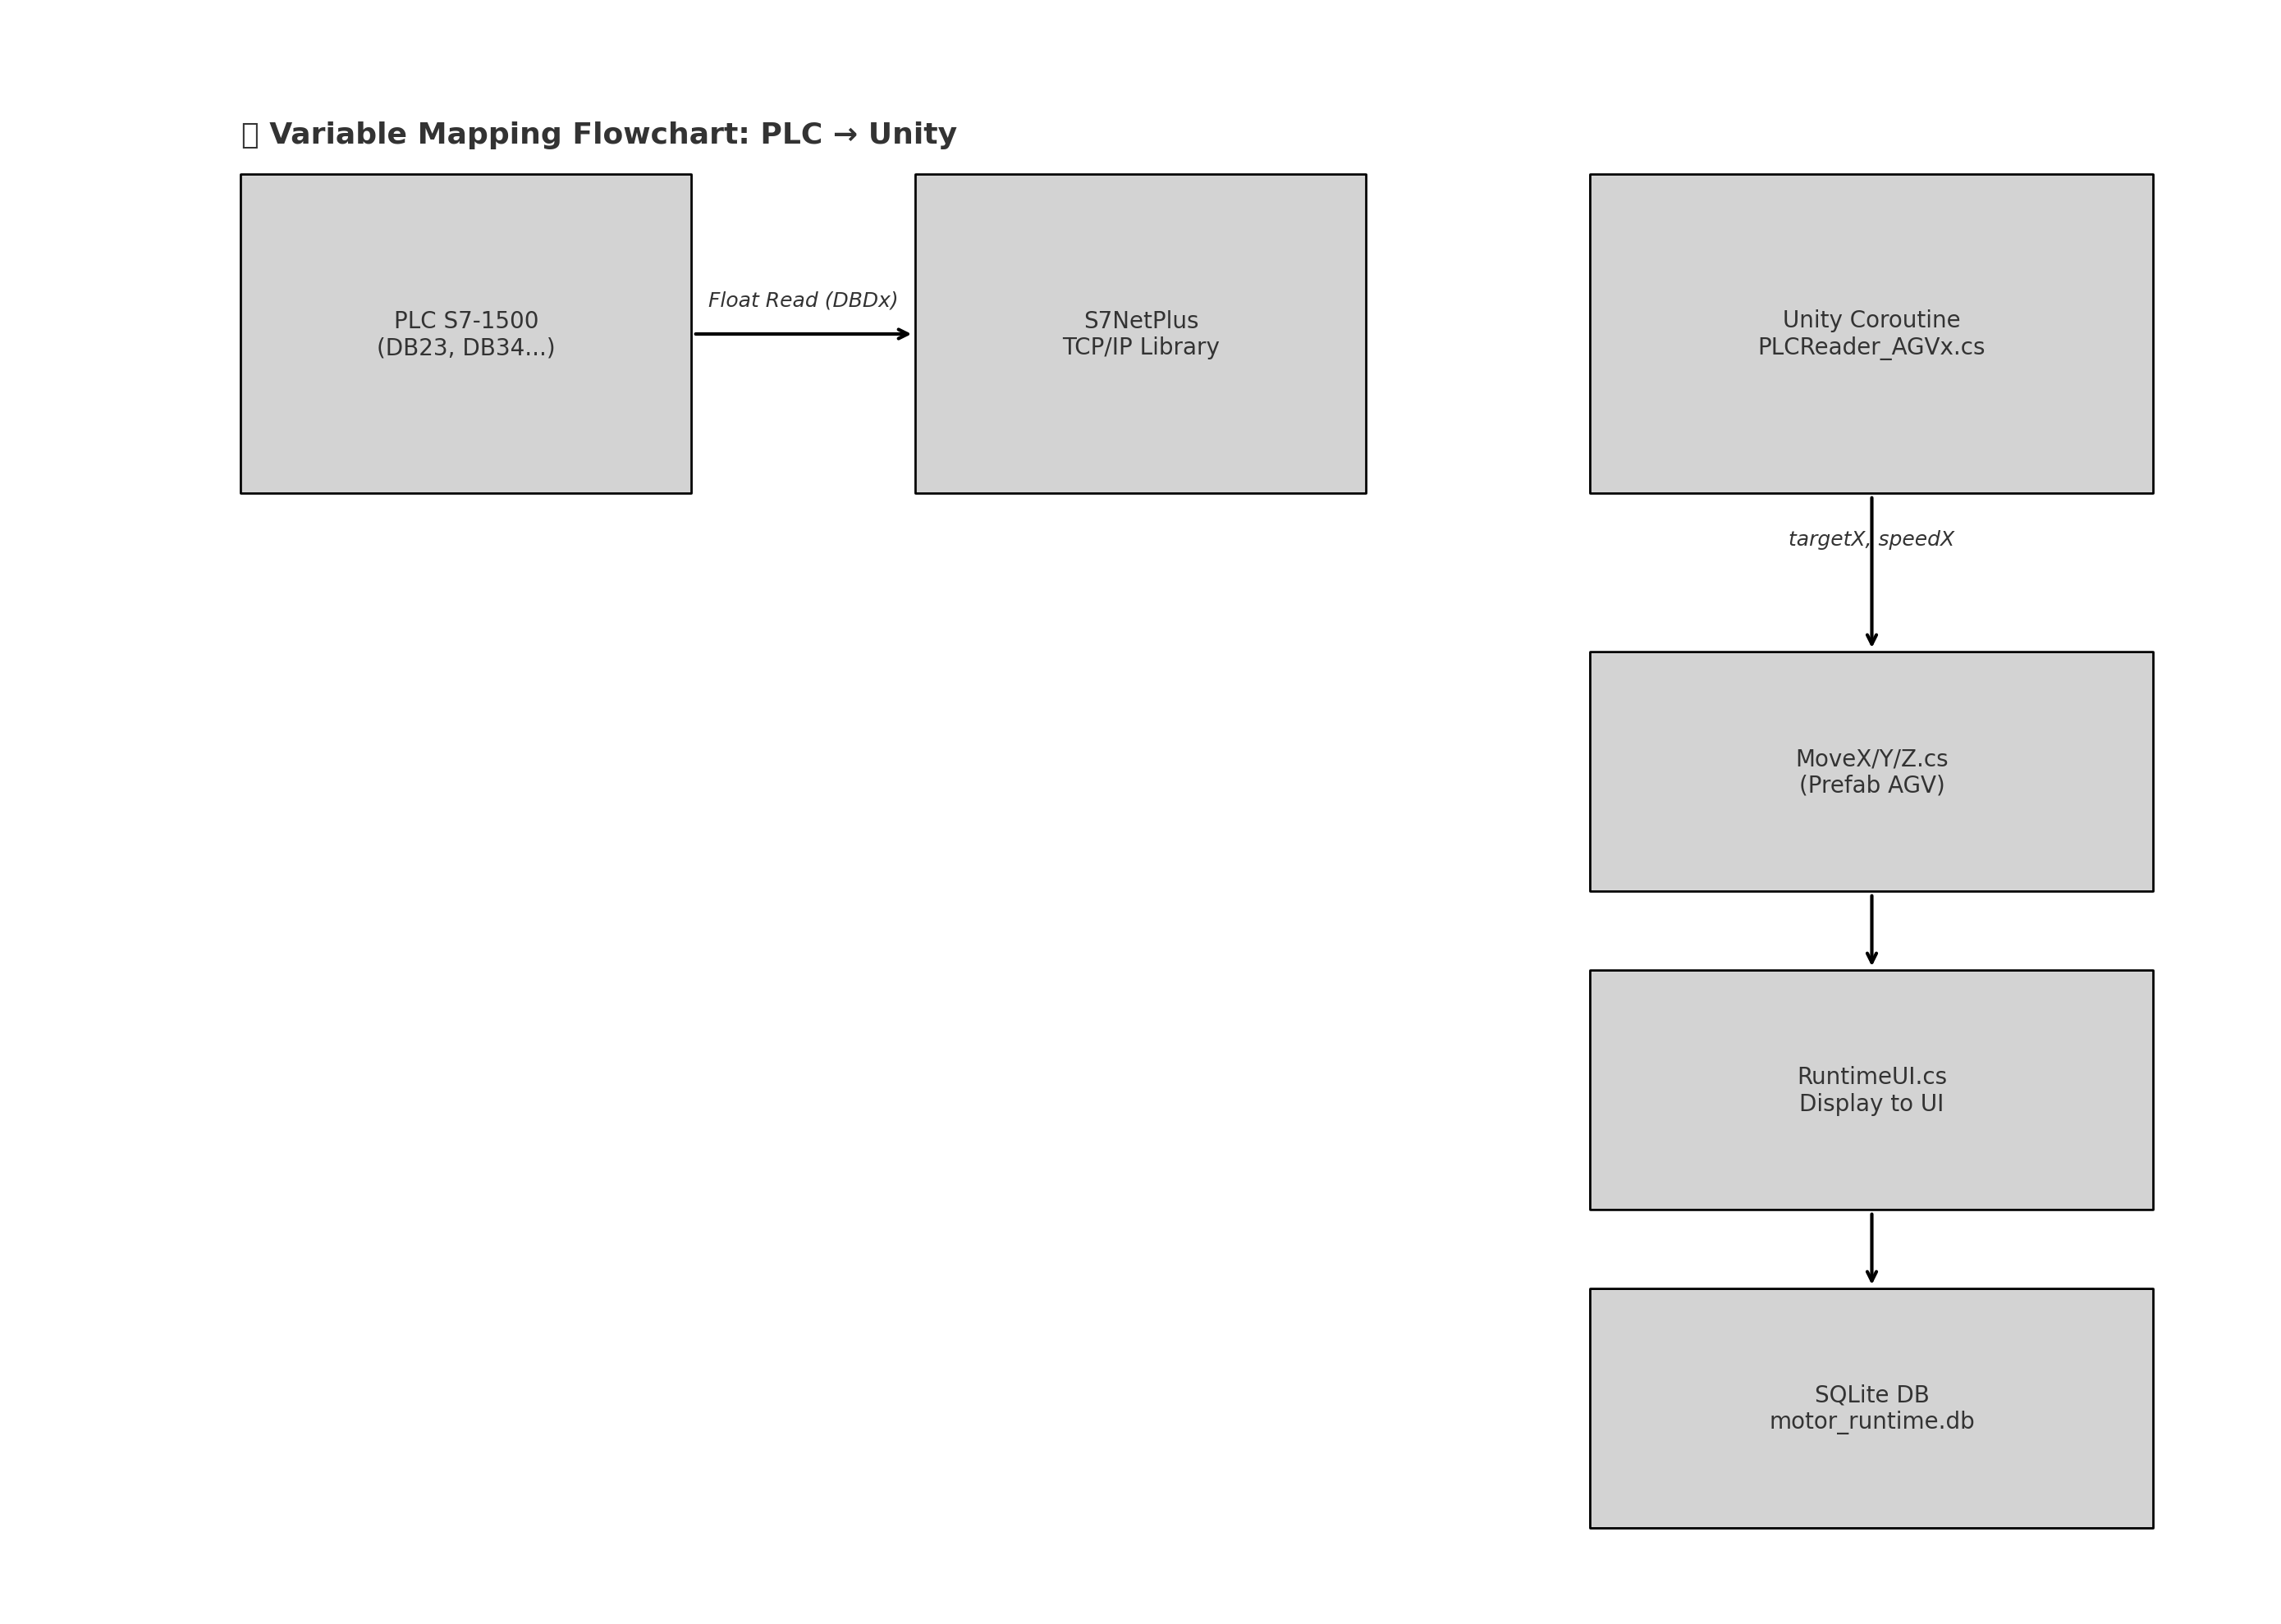 Variable Mapping Flowchart: PLC → Unity
PLC S7-1500
(DB23, DB34...)
Float Read (DBDx)
S7NetPlus
TCP/IP Library
Unity Coroutine
PLCReader_AGVx.cs
targetX, speedX
MoveX/Y/Z.cs
(Prefab AGV)
RuntimeUI.cs
Display to UI
SQLite DB
motor_runtime.db